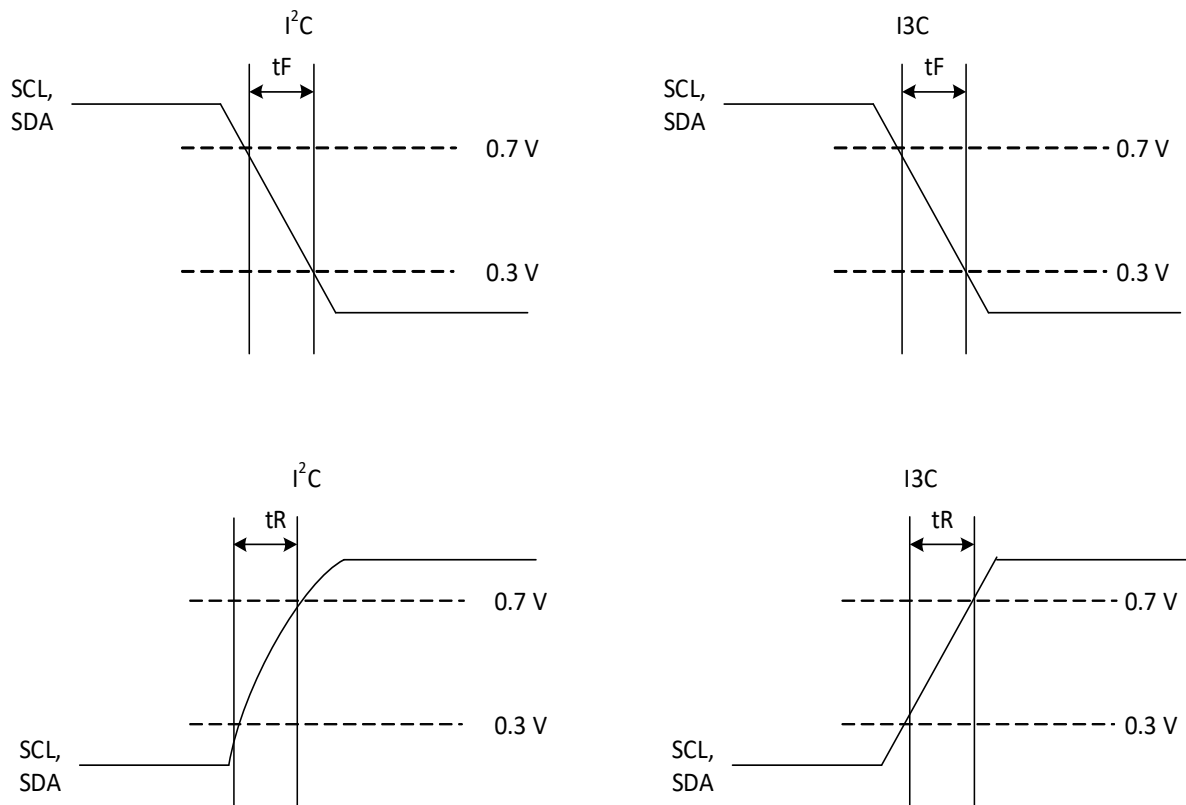 I²C
tF
SCL,
SDA
0.7 V
0.3 V
I3C
tF
SCL,
SDA
0.7 V
0.3 V
I²C
tR
0.7 V
0.3 V
SCL,
SDA
I3C
tR
0.7 V
0.3 V
SCL,
SDA